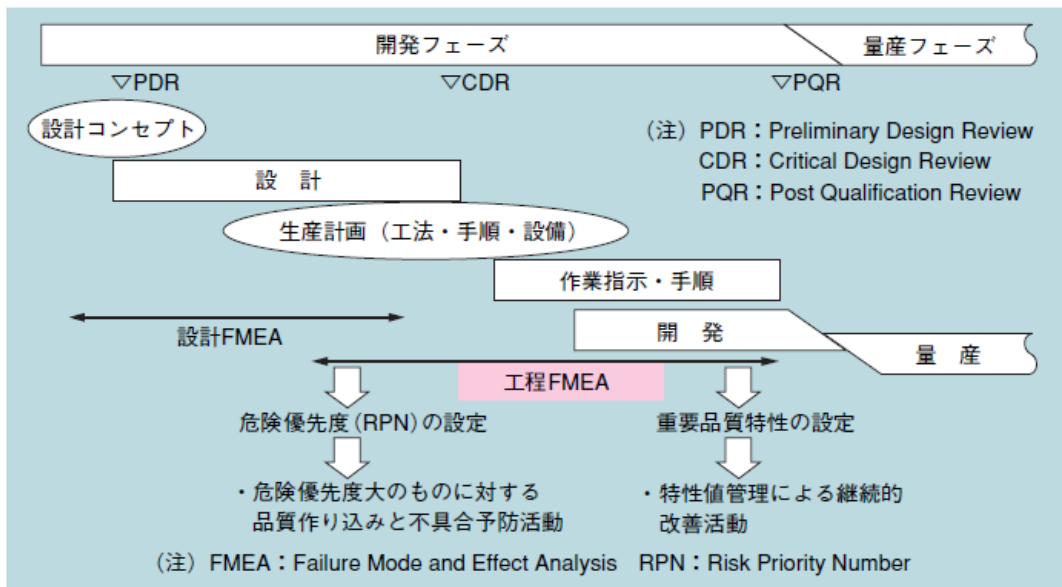 開発フェーズ
量産フェーズ
▽PDR
▽CDR
▽PQR
設計コンセプト
(注) PDR:Preliminary Design Review
CDR:Critical Design Review
PQR:Post Qualification Review
設 計
生産計画(工法・手順・設備)
作業指示・手順
設計FMEA
開 発
量 産
工程FMEA
危険優先度(RPN)の設定
重要品質特性の設定
・危険優先度大のものに対する
品質作り込みと不具合予防活動
・特性値管理による継続的
改善活動
(注) FMEA:Failure Mode and Effect Analysis RPN:Risk Priority Number